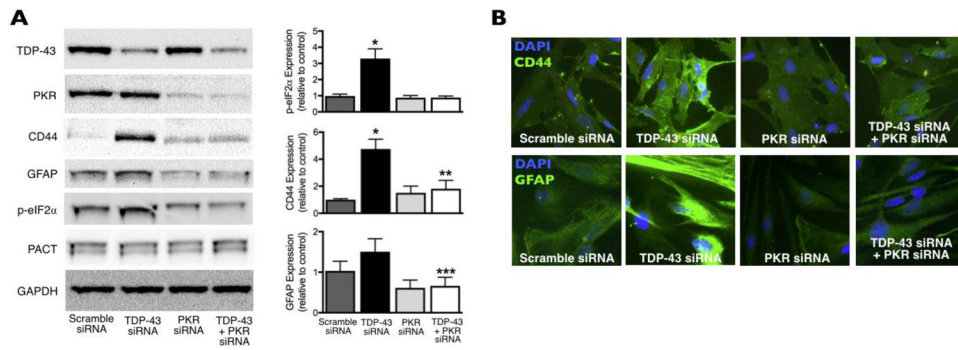 A
TDP-43
PKR
CD44
GFAP
p-eIF2α
PACT
GAPDH
Scramble
siRNA
TDP-43
siRNA
PKR
siRNA
TDP-43
+ PKR
siRNA
p-eIF2α Expression
(relative to control)
5
4
3
2
1
0
*
CD44 Expression
(relative to control)
6
4
2
0
*
**
GFAP Expression
(relative to control)
2
1
0
***
Scramble
siRNA
TDP-43
siRNA
PKR
siRNA
TDP-43
+ PKR
siRNA
B
DAPI
CD44
Scramble siRNA
TDP-43 siRNA
PKR siRNA
TDP-43 siRNA
+ PKR siRNA
DAPI
GFAP
Scramble siRNA
TDP-43 siRNA
PKR siRNA
TDP-43 siRNA
+ PKR siRNA